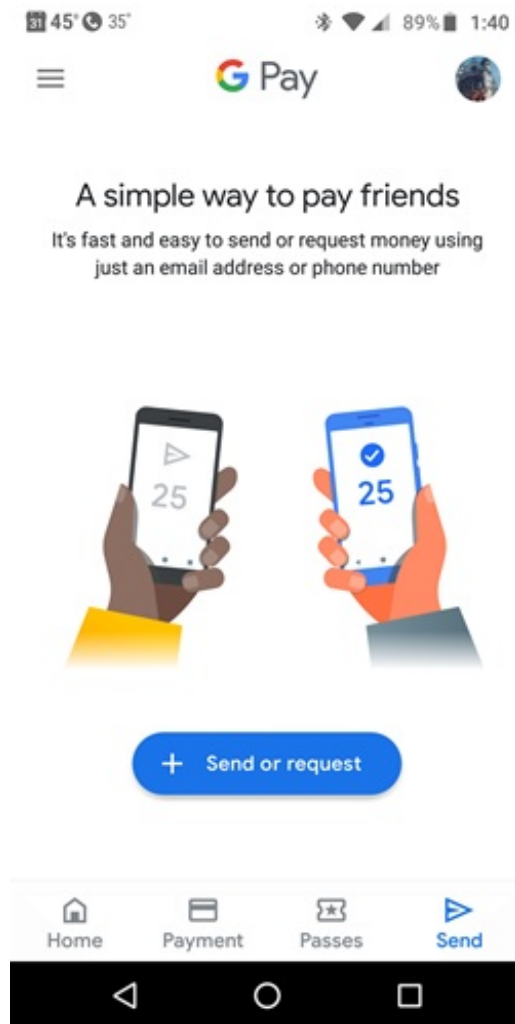 31 45° 35° 89% 1:40
G Pay
A simple way to pay friends
It's fast and easy to send or request money using
just an email address or phone number
25 25
+ Send or request
Home Payment Passes Send